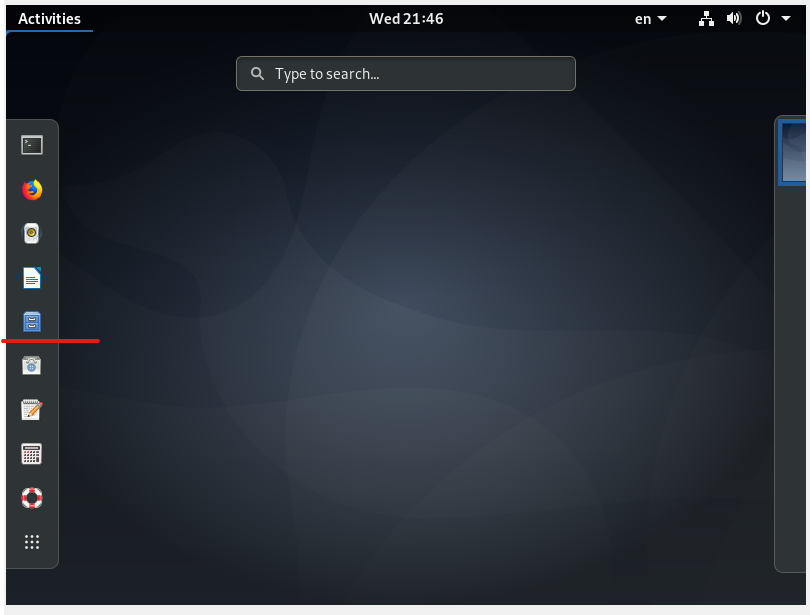 Activities
Wed 21:46
en
Type to search...